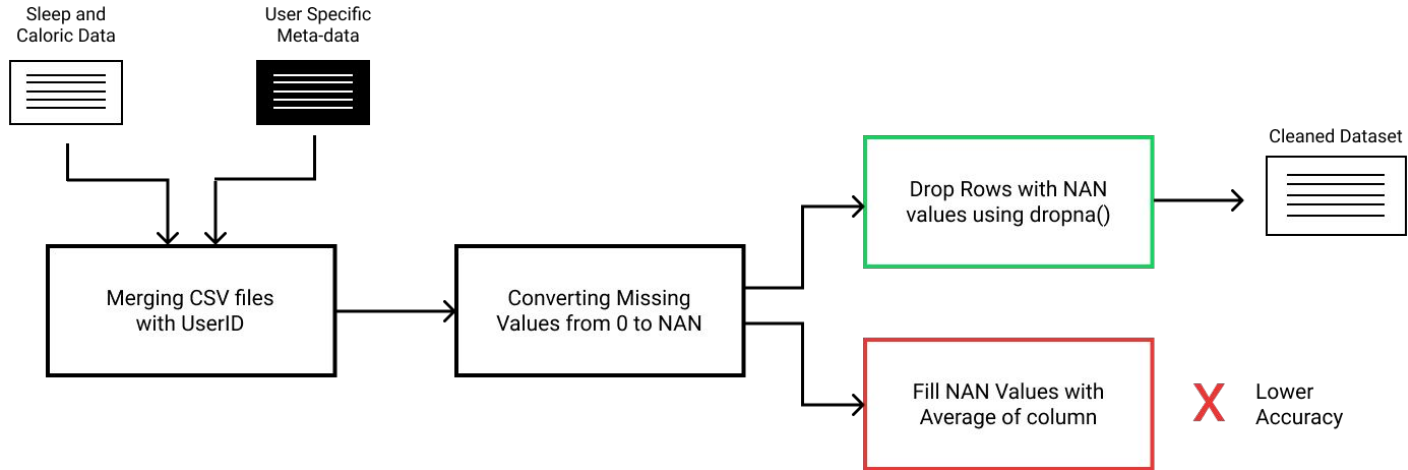 Sleep and
Caloric Data
User Specific
Meta-data
Merging CSV files
with UserID
Converting Missing
Values from 0 to NAN
Drop Rows with NAN
values using dropna()
Cleaned Dataset
Fill NAN Values with
Average of column
X
Lower
Accuracy